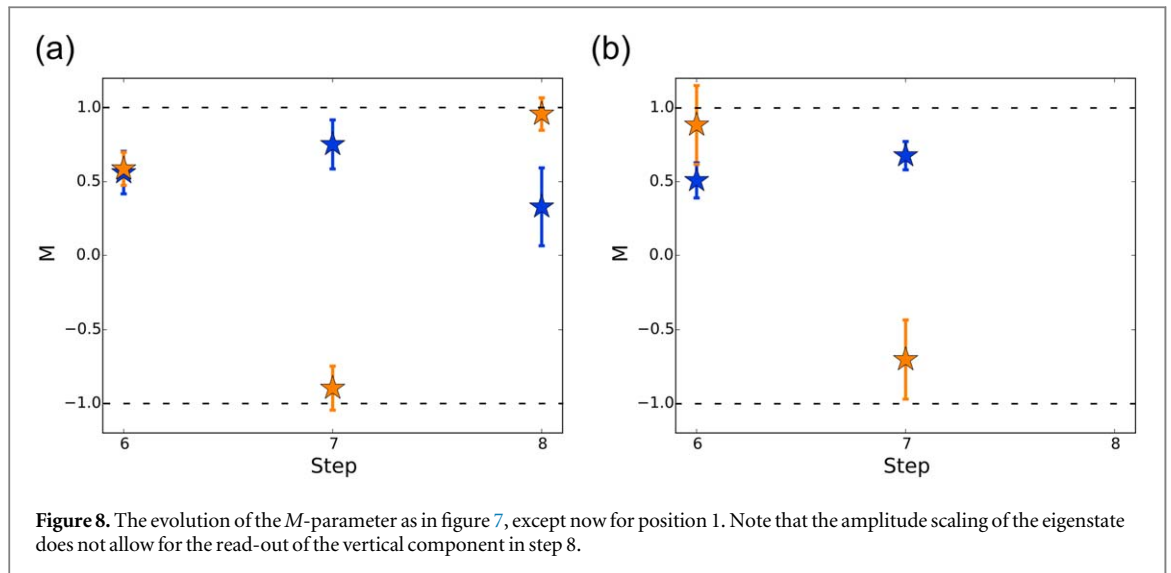 (a)
(b)
1.0
0.5
0.0
−0.5
−1.0
M
6
7
8
Step
1.0
0.5
0.0
−0.5
−1.0
M
6
7
8
Step
Figure 8. The evolution of the M-parameter as in figure 7, except now for position 1. Note that the amplitude scaling of the eigenstate
does not allow for the read-out of the vertical component in step 8.